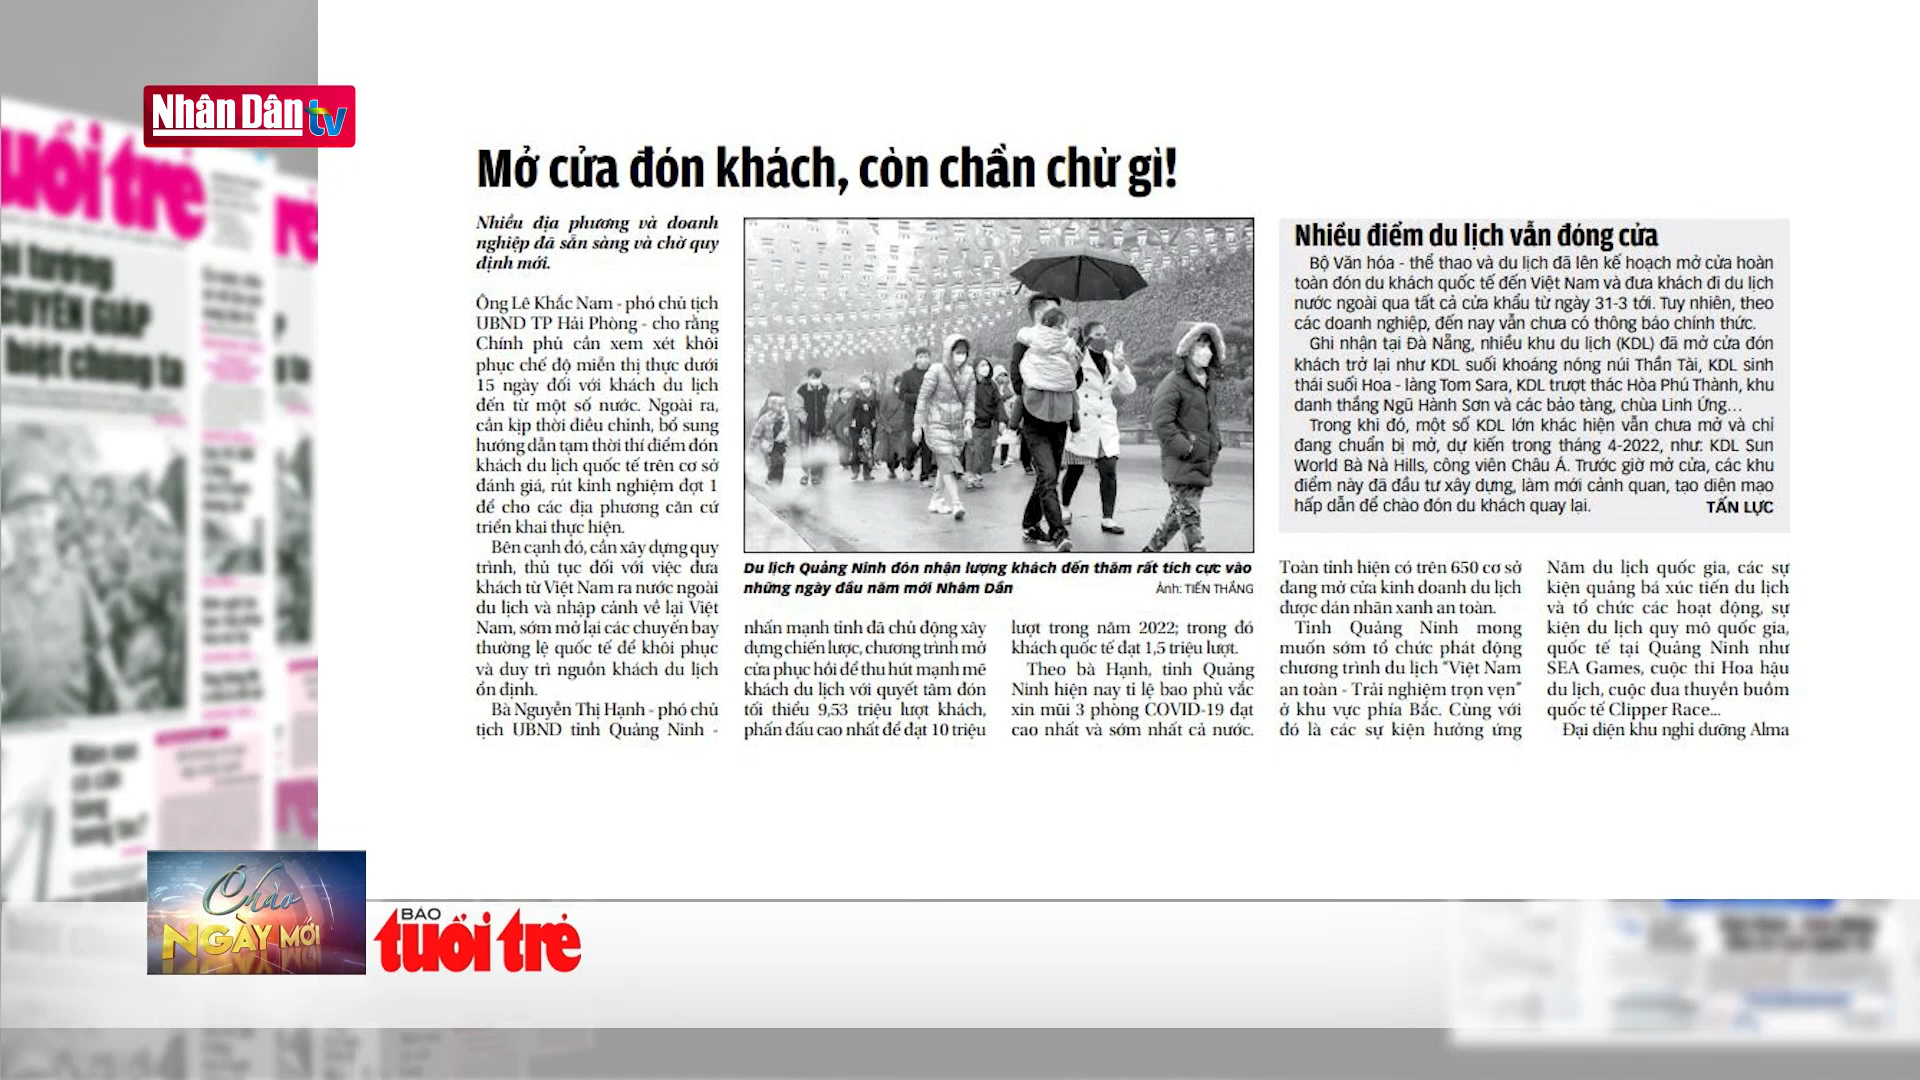 Nhân Dân tv
Mở cửa đón khách, còn chần chừ gì!
Nhiều địa phương và doanh
nghiệp đã sẵn sàng và chờ quy
định mới.
Ông Lê Khắc Nam - phó chủ tịch
UBND TP Hải Phòng - cho rằng
Chính phủ cần xem xét khôi
phục chế độ miễn thị thực dưới
15 ngày đối với khách du lịch
đến từ một số nước. Ngoài ra,
cần kịp thời điều chỉnh, bổ sung
hướng dẫn tạm thời thí điểm đón
khách du lịch quốc tế trên cơ sở
đánh giá, rút kinh nghiệm đợt 1
để cho các địa phương căn cứ
triển khai thực hiện.
Bên cạnh đó, cần xây dựng quy
trình, thủ tục đối với việc đưa
khách từ Việt Nam ra nước ngoài
du lịch và nhập cảnh về lại Việt
Nam, sớm mở lại các chuyến bay
thường lệ quốc tế để khôi phục
và duy trì nguồn khách du lịch
ổn định.
Bà Nguyễn Thị Hạnh - phó chủ
tịch UBND tỉnh Quảng Ninh -
Du lịch Quảng Ninh đón nhận lượng khách đến thăm rất tích cực vào
những ngày đầu năm mới Nhâm Dần
Ảnh: TIẾN THẮNG
nhấn mạnh tỉnh đã chủ động xây
dựng chiến lược, chương trình mở
cửa phục hồi để thu hút mạnh mẽ
khách du lịch với quyết tâm đón
tối thiểu 9,53 triệu lượt khách,
phấn đấu cao nhất để đạt 10 triệu
lượt trong năm 2022; trong đó
khách quốc tế đạt 1,5 triệu lượt.
Theo bà Hạnh, tỉnh Quảng
Ninh hiện nay tỉ lệ bao phủ vắc
xin mũi 3 phòng COVID-19 đạt
cao nhất và sớm nhất cả nước.
Nhiều điểm du lịch vẫn đóng cửa
Bộ Văn hóa - thể thao và du lịch đã lên kế hoạch mở cửa hoàn
toàn đón du khách quốc tế đến Việt Nam và đưa khách đi du lịch
nước ngoài qua tất cả cửa khẩu từ ngày 31-3 tới. Tuy nhiên, theo
các doanh nghiệp, đến nay vẫn chưa có thông báo chính thức.
Ghi nhận tại Đà Nẵng, nhiều khu du lịch (KDL) đã mở cửa đón
khách trở lại như KDL suối khoáng nóng núi Thần Tài, KDL sinh
thái suối Hoa - làng Tom Sara, KDL trượt thác Hòa Phú Thành, khu
danh thắng Ngũ Hành Sơn và các bảo tàng, chùa Linh Ứng...
Trong khi đó, một số KDL lớn khác hiện vẫn chưa mở và chỉ
đang chuẩn bị mở, dự kiến trong tháng 4-2022, như: KDL Sun
World Bà Nà Hills, công viên Châu Á. Trước giờ mở cửa, các khu
điểm này đã đầu tư xây dựng, làm mới cảnh quan, tạo diện mạo
hấp dẫn để chào đón du khách quay lại.
TẤN LỰC
Toàn tỉnh hiện có trên 650 cơ sở
đang mở cửa kinh doanh du lịch
được dán nhãn xanh an toàn.
Tỉnh Quảng Ninh mong
muốn sớm tổ chức phát động
chương trình du lịch "Việt Nam
an toàn - Trải nghiệm trọn vẹn"
ở khu vực phía Bắc. Cùng với
đó là các sự kiện hưởng ứng
Năm du lịch quốc gia, các sự
kiện quảng bá xúc tiến du lịch
và tổ chức các hoạt động, sự
kiện du lịch quy mô quốc gia,
quốc tế tại Quảng Ninh như
SEA Games, cuộc thi Hoa hậu
du lịch, cuộc đua thuyền buồm
quốc tế Clipper Race...
Đại diện khu nghỉ dưỡng Alma
Chào
NGÀY MỚI
BÁO
tuổi trẻ
tuổi trẻ
biệt chúng ta